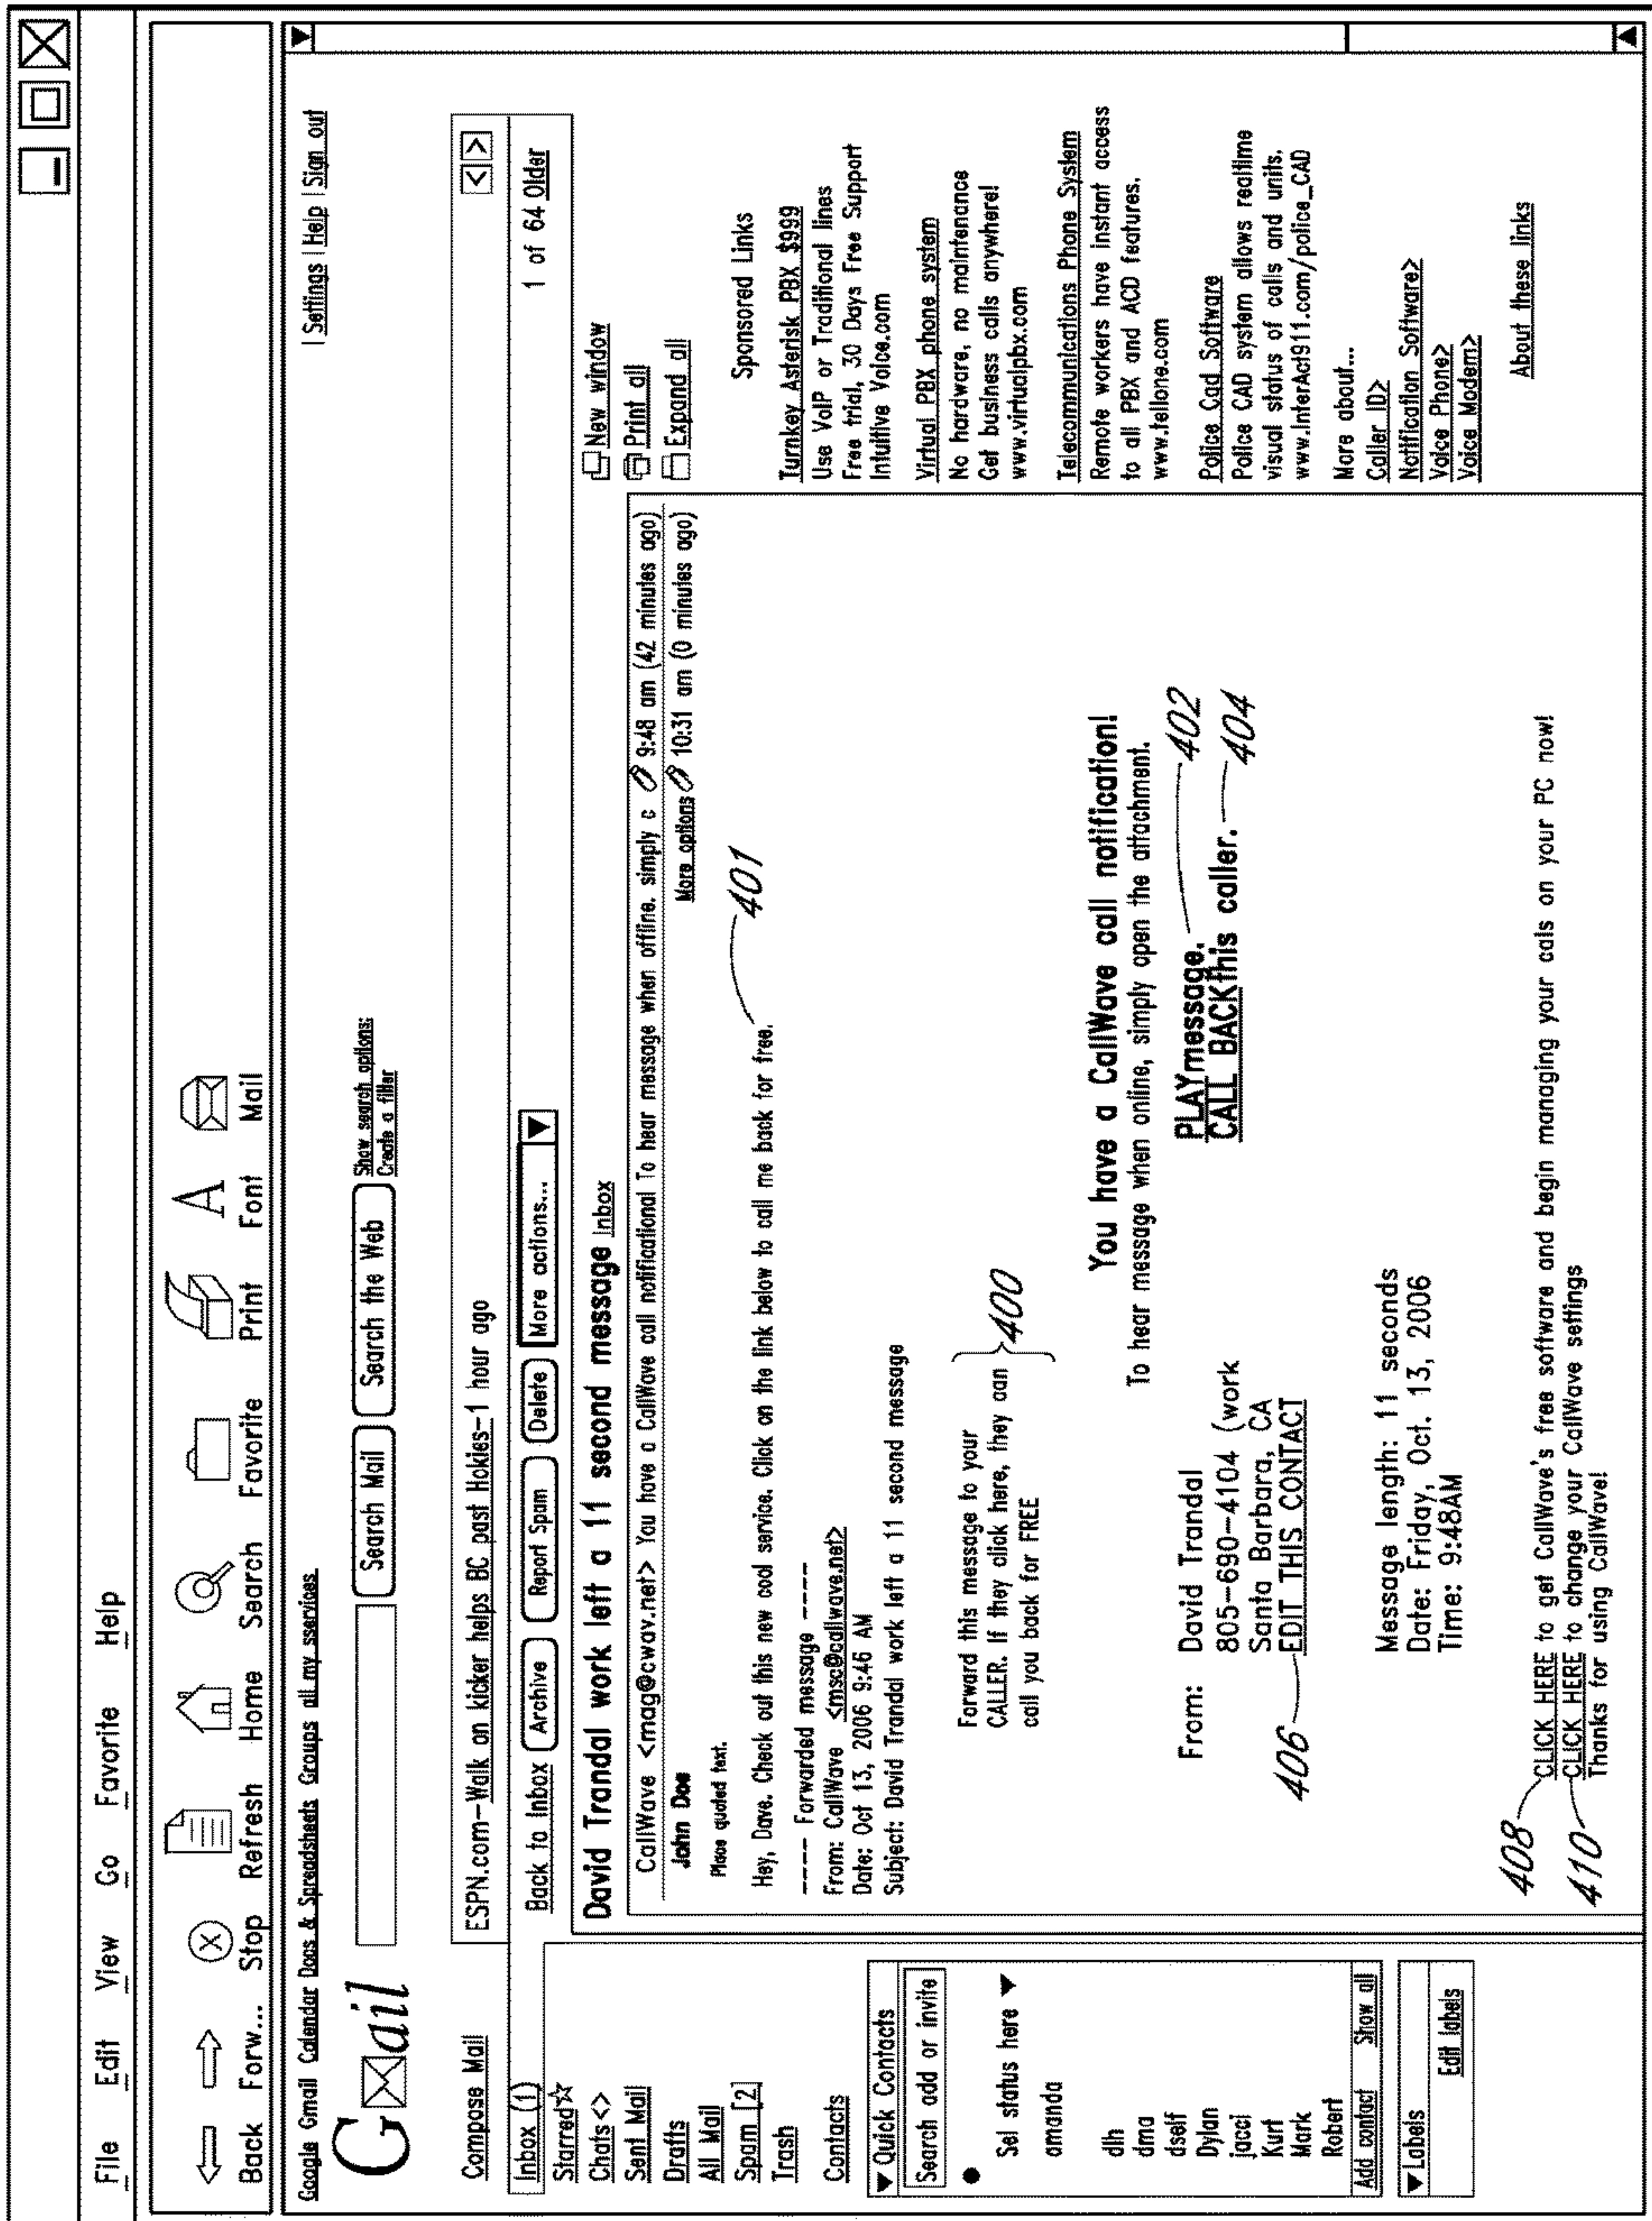 File Edit View Go Favorite Help
Back Forw... Stop Refresh Home Search Favorite Print Font Mail
Google Gmail Calendar Docs & Spreadsheets Groups all my sservices
| Settings | Help | Sign out
GMail
Search Mail Search the Web
Show search options:
Create a filter
Compose Mail
Inbox (1)
Starred☆
Chats<>
Sent Mail
Drafts
All Mail
Spam [2]
Trash
Contacts
▼ Quick Contacts
Search add or invite
Sel status here ▼
amanda
dlh
dma
dself
Dylan
jacci
Kurt
Mark
Robert
Add contact Show all
▼Labels
Edit labels
ESPN.com-Walk on kicker helps BC past Hokies-1 hour ago
< >
Back to Inbox Archive Report Spam Delete More actions... ▼ 1 of 64 Older
David Trandal work left a 11 second message Inbox
CallWave <mag@cwav.net> You have a CallWave call notificational To hear message when offline. simply c 9:48 am (42 minutes ago)
John Doe More options 10:31 am (0 minutes ago)
Place quoted text.
Hey, Dave. Check out this new cool service. Click on the link below to call me back for free. 401
---- Forwarded message ----
From: CallWave <msc@callwave.net>
Date: Oct 13, 2006 9:46 AM
Subject: David Trandal work left a 11 second message
Forward this message to your
CALLER. If they click here, they can
call you back for FREE
400
You have a CallWave call notification!
To hear message when online, simply open the attachment.
PLAYmessage. 402
CALL BACKthis caller. 404
From: David Trandal
805-690-4104 (work
Santa Barbara, CA
406 EDIT THIS CONTACT
Message length: 11 seconds
Date: Friday, Oct. 13, 2006
Time: 9:48AM
408 CLICK HERE to get CallWave's free software and begin managing your cals on your PC now!
410 CLICK HERE to change your CallWave settings
Thanks for using CallWave!
New window
Print all
Expand all
Sponsored Links
Turnkey Asterisk PBX $999
Use VoIP or Traditional lines
Free trial, 30 Days Free Support
Intuitive Voice.com
Virtual PBX phone system
No hardware, no maintenance
Get business calls anywhere!
www.virtualpbx.com
Telecommunications Phone System
Remote workers have instant access
to all PBX and ACD features.
www.tellone.com
Police Cad Software
Police CAD system allows realtime
visual status of calls and units.
www.InterAct911.com/police_CAD
More about...
Caller ID>
Notification Software>
Voice Phone>
Voice Modem>
About these links